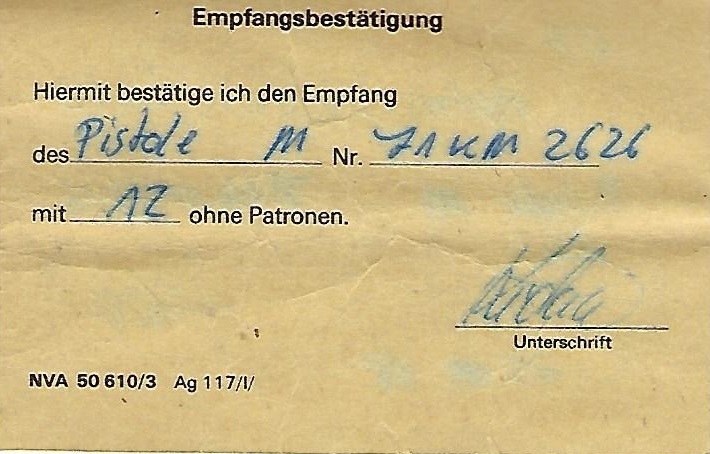 Empfangsbestätigung
Hiermit bestätige ich den Empfang
des Pistole M Nr. 71 KM 2626
mit 12 ohne Patronen.
Unterschrift
NVA 50 610/3 Ag 117/I/